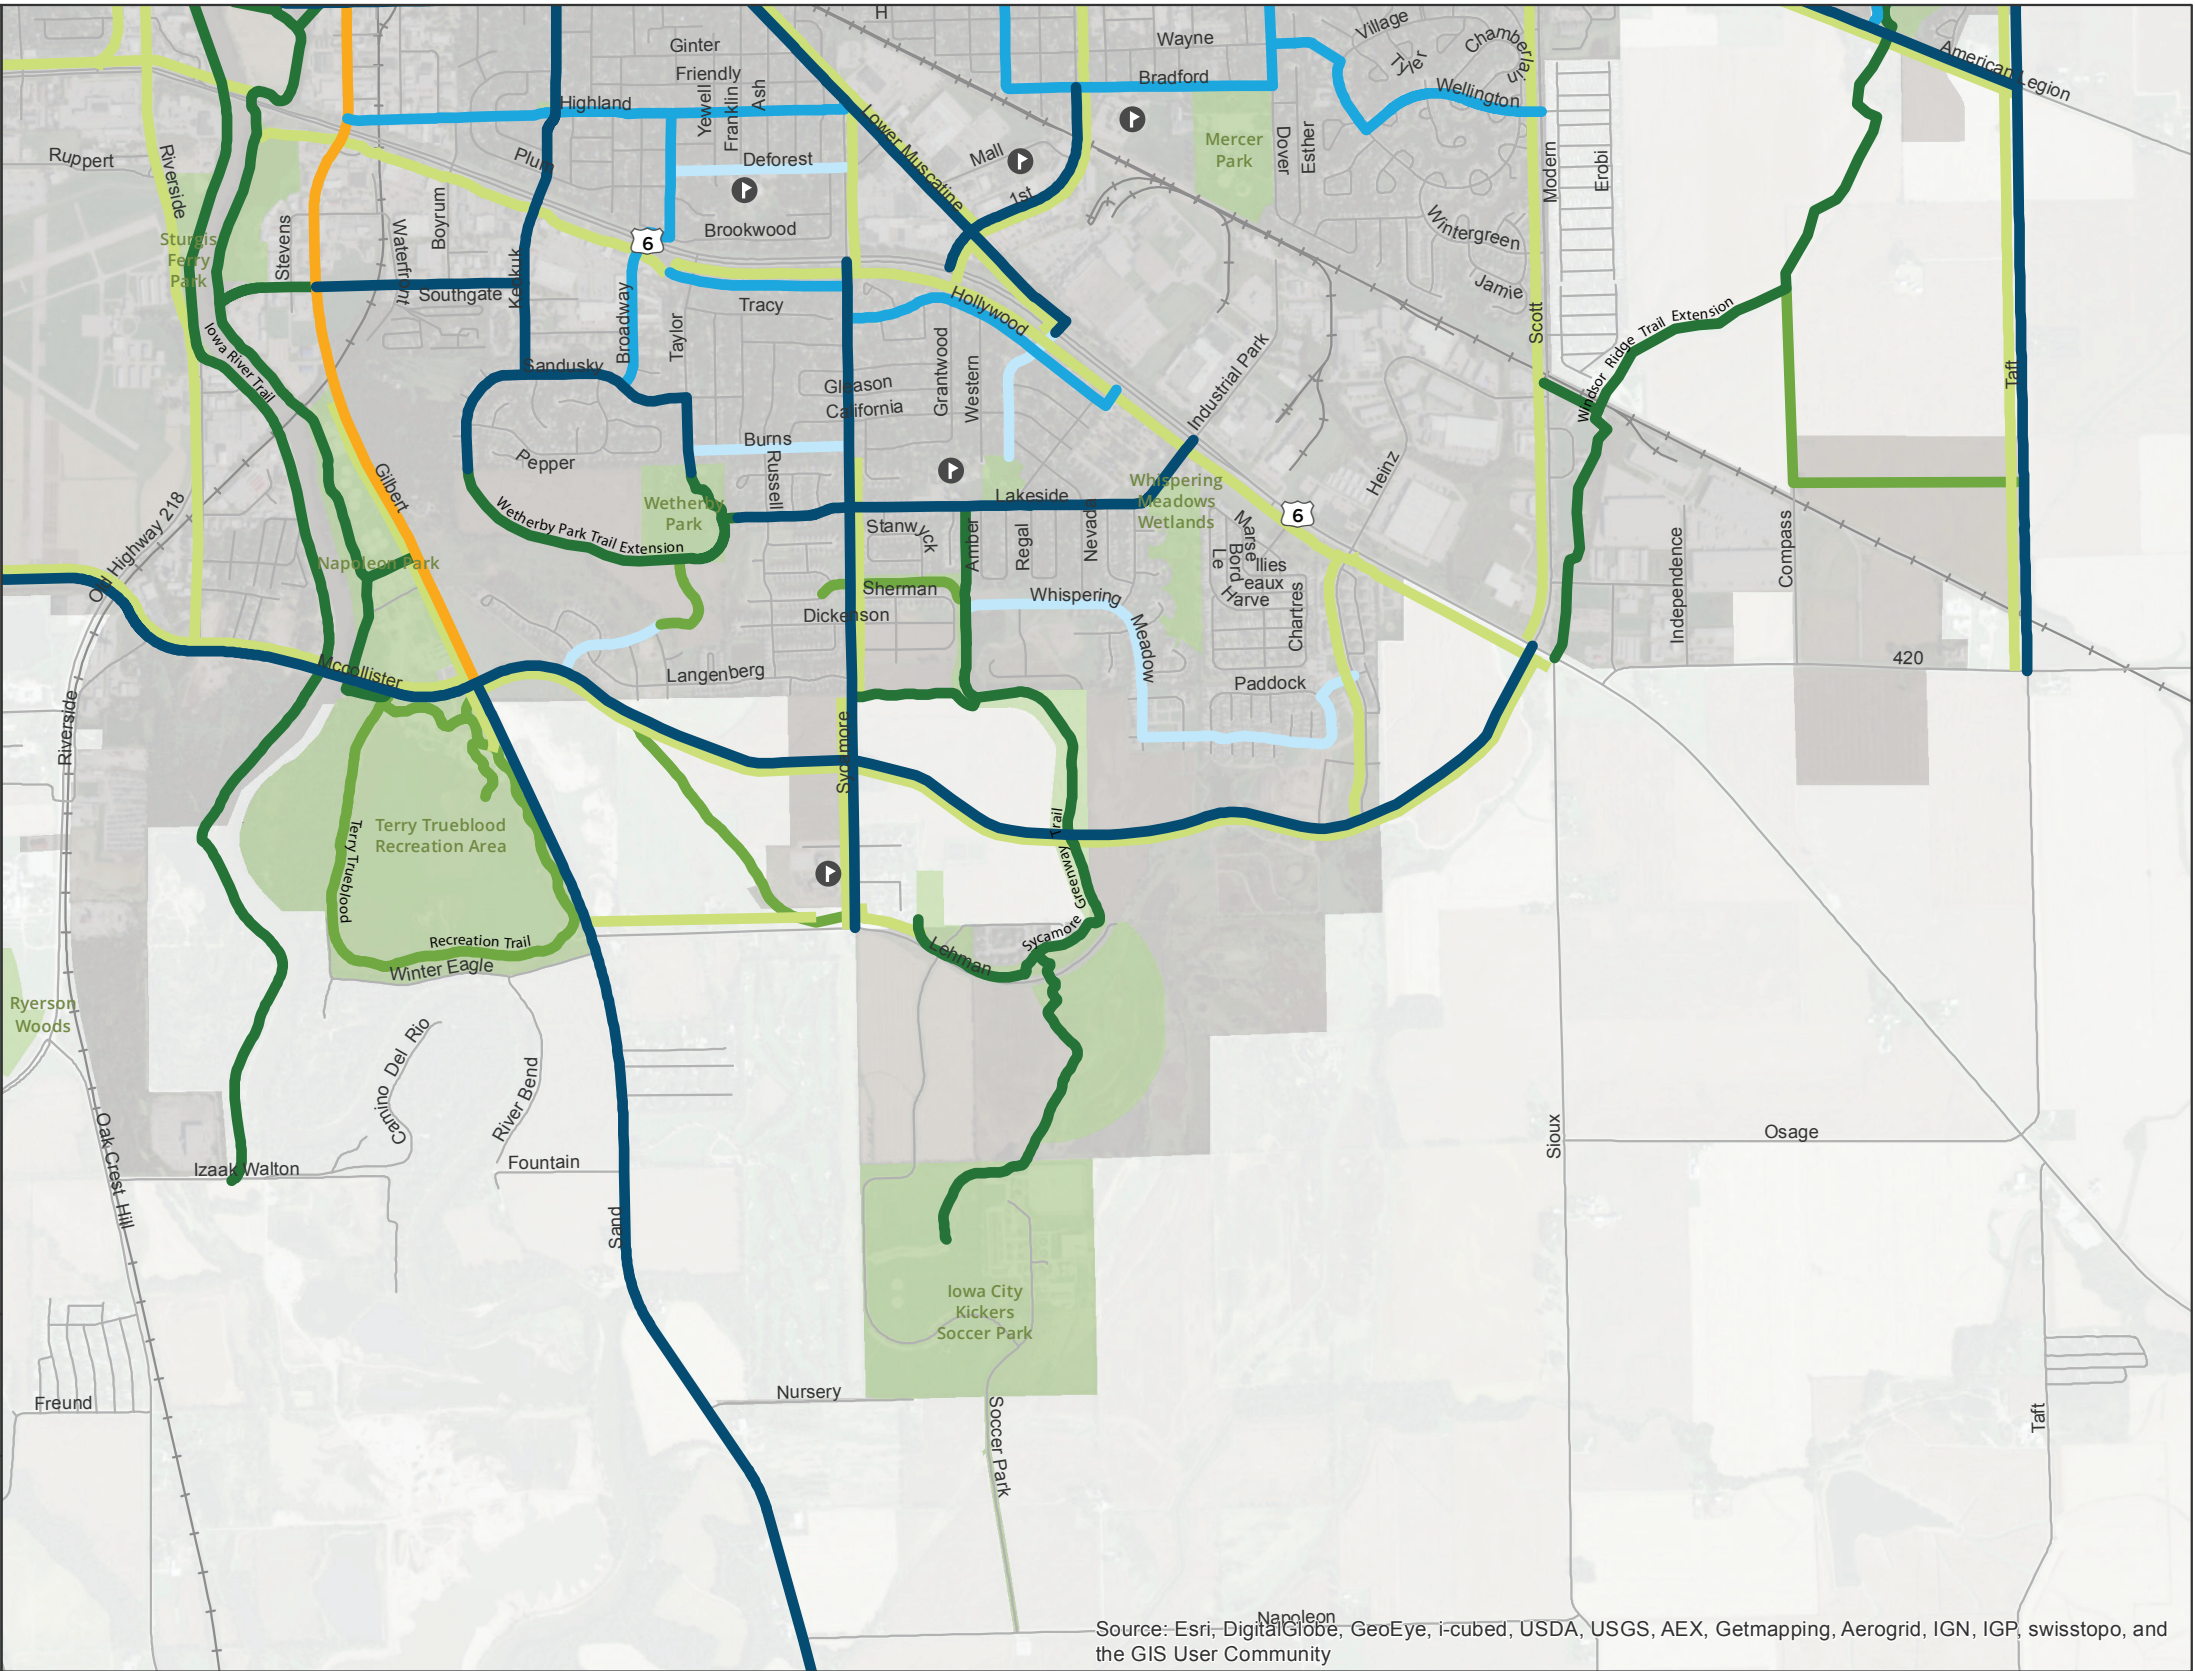 H
Village
Chamberlain
Ginter
Wayne
Tyler
American Legion
Friendly
Bradford
Wellington
Highland
Yewell
Franklin
Ash
Lower Muscatine
Mercer
Park
Dover
Esther
Modern
Erobi
Ruppert
Riverside
Plum
Deforest
Mall
1st
Boyrum
Stevens
Waterfront
Keokuk
Brookwood
6
Wintergreen
Sturgis
Ferry
Park
Southgate
Jamie
Tracy
Hollywood
Scott
Windsor Ridge Trail Extension
Iowa River Trail
Broadway
Taylor
Grantwood
Western
Industrial Park
Taft
Sandusky
Gleason
California
Burns
Pepper
Russell
Gilbert
Heinz
Old Highway 218
Wetherby
Park
Lakeside
Whispering
Meadows
Wetlands
6
Wetherby Park Trail Extension
Stanwyck
Amber
Regal
Nevada
Marseilles
Bordeaux
Le Harve
Chartres
Independence
Compass
Napoleon Park
Sherman
Whispering Meadow
Dickenson
420
Mccollister
Langenberg
Paddock
Riverside
Sycamore
Terry Trueblood
Recreation Area
Terry Trueblood
Recreation Trail
Sycamore Greenway Trail
Lehman
Winter Eagle
Ryerson
Woods
Camino Del Rio
River Bend
Oak Crest Hill
Sioux
Osage
Izaak Walton
Fountain
Sand
Iowa City
Kickers
Soccer Park
Nursery
Freund
Soccer Park
Taft
Napoleon
Source: Esri, DigitalGlobe, GeoEye, i-cubed, USDA, USGS, AEX, Getmapping, Aerogrid, IGN, IGP, swisstopo, and
the GIS User Community